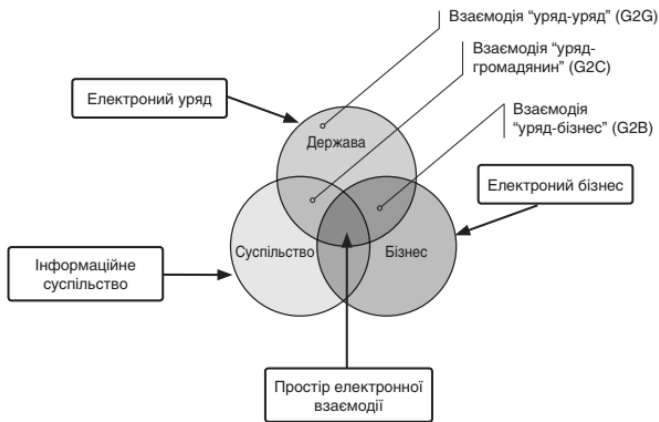 Взаємодія “уряд-уряд” (G2G)
Взаємодія “уряд-
громадянин” (G2C)
Електроний уряд
Взаємодія
“уряд-бізнес” (G2B)
Держава
Електроний бізнес
Суспільство
Бізнес
Інформаційне
суспільство
Простір електронної
взаємодії